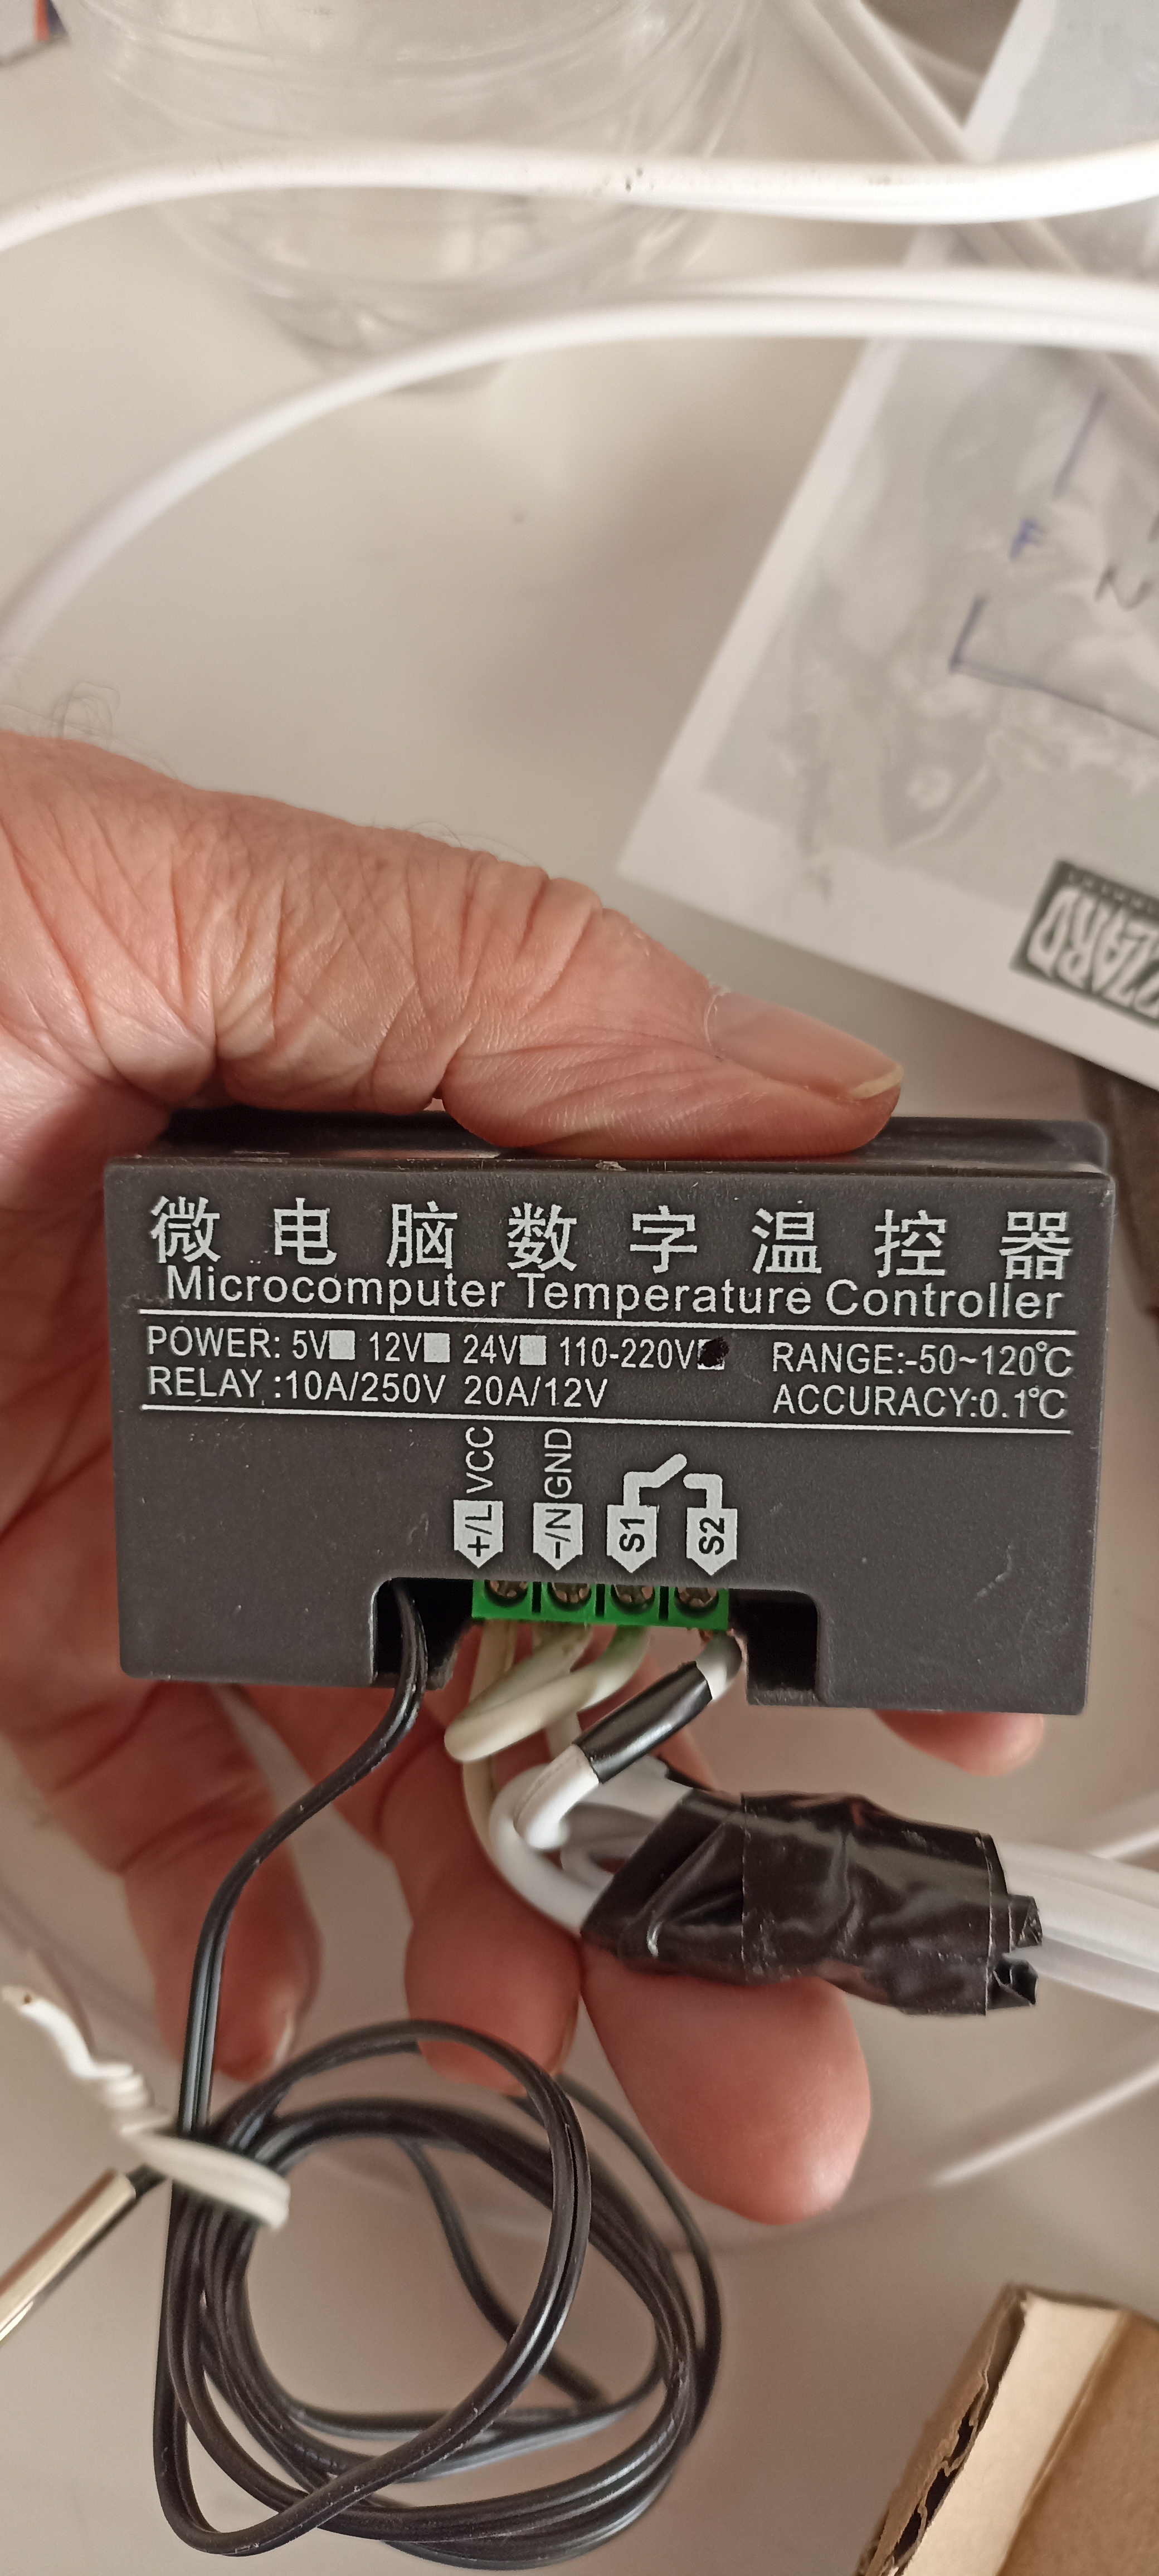 F
N
微电脑数字温控器
Microcomputer Temperature Controller
POWER: 5V 12V 24V 110-220V
RELAY :10A/250V 20A/12V
RANGE:-50~120℃
ACCURACY:0.1℃
VCC GND
+/L -/N S1 S2